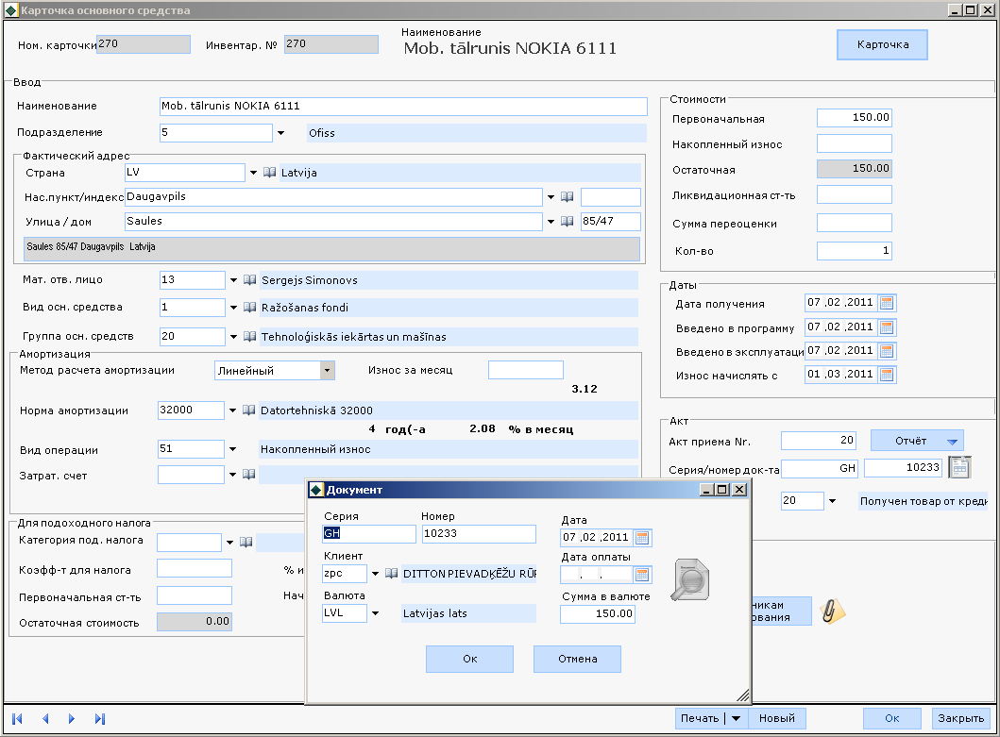 Карточка основного средства
Ном. карточки 270 Инвентар. № 270 Наименование
Mob. tālrunis NOKIA 6111
Карточка
Ввод
Наименование Mob. tālrunis NOKIA 6111
Подразделение 5 Ofiss
Фактический адрес
Страна LV Latvija
Нас.пункт/индекс Daugavpils
Улица / дом Saules 85/47
Saules 85/47 Daugavpils Latvija
Мат. отв. лицо 13 Sergejs Simonovs
Вид осн. средства 1 Ražošanas fondi
Группа осн. средств 20 Tehnoloģiskās iekārtas un mašīnas
Амортизация
Метод расчета амортизации Линейный Износ за месяц
3.12
Норма амортизации 32000 Datortehniskā 32000
4 год(-а 2.08 % в месяц
Вид операции 51 Накопленный износ
Затрат. счет
Для подоходного налога
Категория под. налога
Коэфф-т для налога % и
Первоначальная ст-ть Нач
Остаточная стоимость 0.00
Стоимости
Первоначальная 150.00
Накопленный износ
Остаточная 150.00
Ликвидационная ст-ть
Сумма переоценки
Кол-во 1
Даты
Дата получения 07 ,02 ,2011
Введено в программу 07 ,02 ,2011
Введено в эксплуатаци 07 ,02 ,2011
Износ начислять с 01 ,03 ,2011
Акт
Акт приема Nr. 20 Отчёт
Серия/номер док-та GH 10233
20 Получен товар от креди
никам
ования
Документ
Серия Номер Дата
GH 10233 07 ,02 ,2011
Клиент Дата оплаты
zpc DITTON PIEVADĶĒŽU RŪP . .
Валюта Сумма в валюте
LVL Latvijas lats 150.00
Ок Отмена
Печать Новый Ок Закрыть